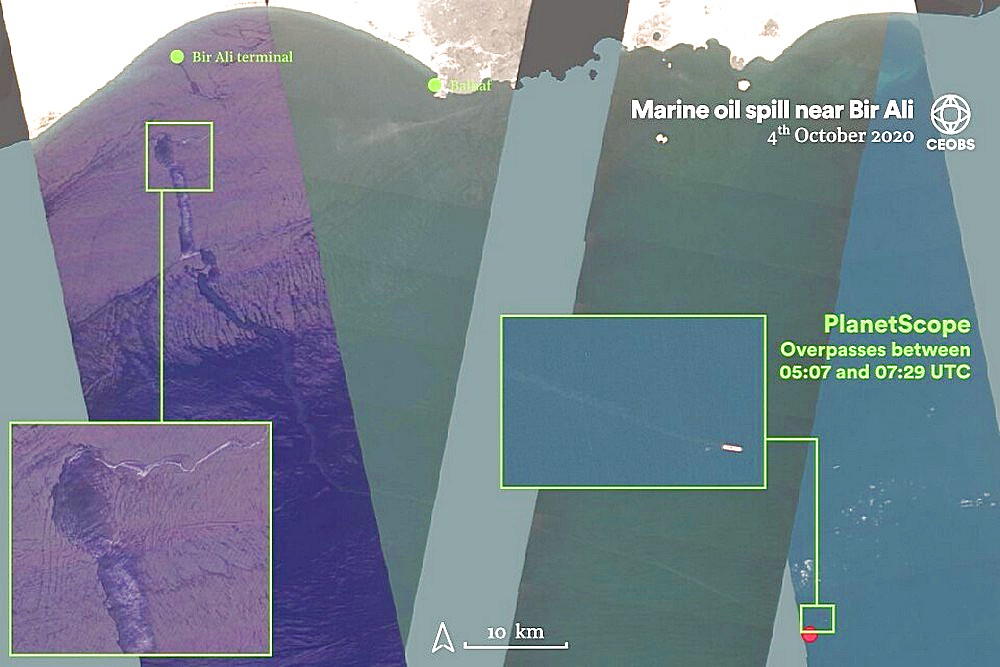 Bir Ali terminal
Balhaf
Marine oil spill near Bir Ali
4th October 2020
CEOBS
PlanetScope
Overpasses between
05:07 and 07:29 UTC
10 km